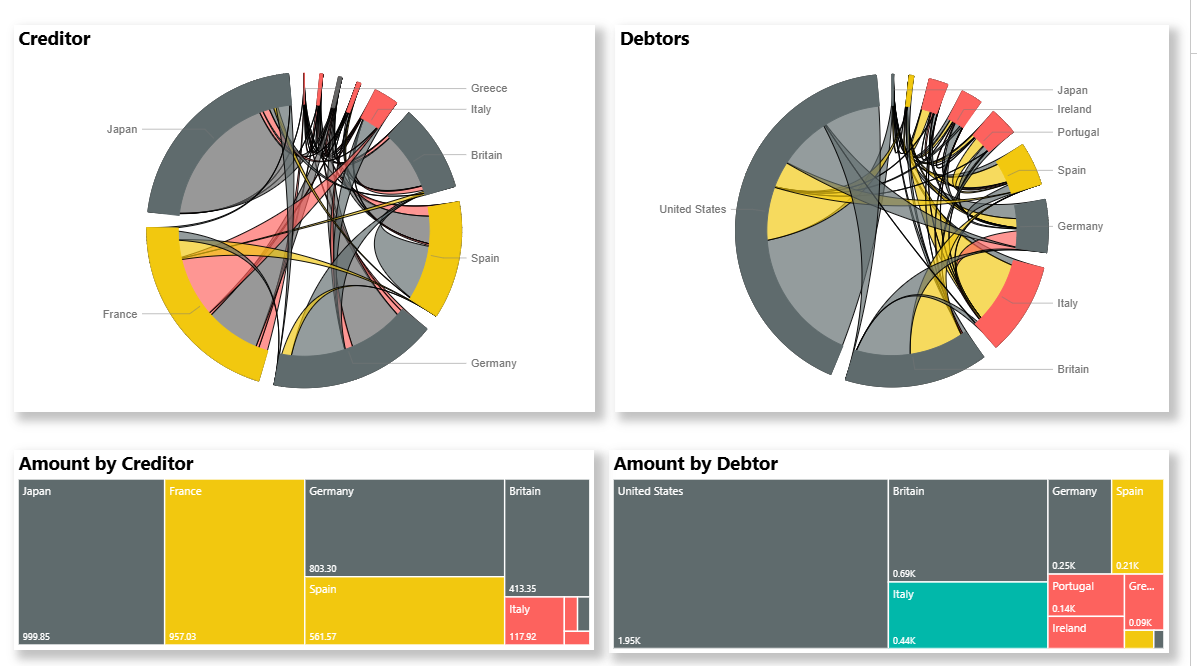 Creditor
Greece
Italy
Japan
Britain
Spain
France
Germany
Debtors
Japan
Ireland
Portugal
Spain
United States
Germany
Italy
Britain
Amount by Creditor
Japan
999.85
France
957.03
Germany
803.30
Spain
561.57
Britain
413.35
Italy
117.92
Amount by Debtor
United States
1.95K
Britain
0.69K
Italy
0.44K
Germany
0.25K
Spain
0.21K
Portugal
0.14K
Gre...
0.09K
Ireland